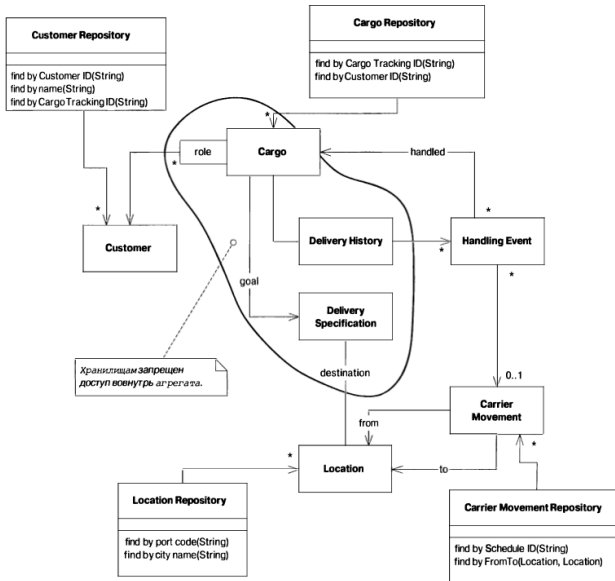 Cargo Repository
find by Cargo Tracking ID(String)
find by Customer ID(String)
Customer Repository
find by Customer ID(String)
find by name(String)
find by Cargo Tracking ID(String)
*
role
*
Cargo
handled
*
Customer
Delivery History
*
*
Handling Event
*
goal
Delivery
Specification
Хранилищам запрещен
доступ вовнутрь агрегата.
destination
0..1
from
Carrier
Movement
*
Location
to
*
Location Repository
find by port code(String)
find by city name(String)
Carrier Movement Repository
find by Schedule ID(String)
find by FromTo(Location, Location)